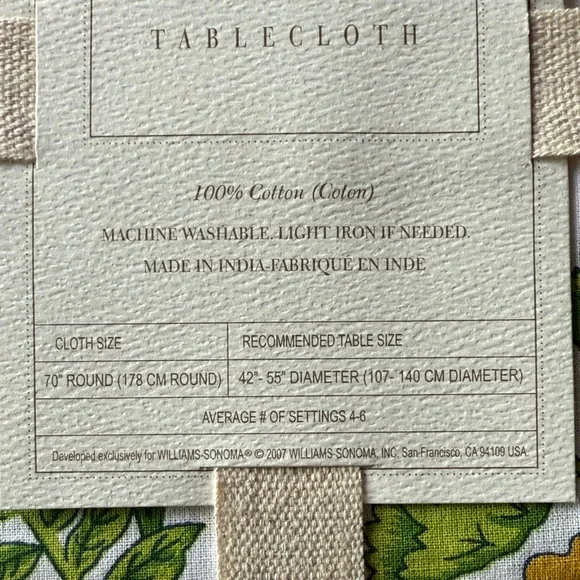 TABLECLOTH
100% Cotton (Coton)
MACHINE WASHABLE. LIGHT IRON IF NEEDED.
MADE IN INDIA-FABRIQUÉ EN INDE
CLOTH SIZE RECOMMENDED TABLE SIZE
70" ROUND (178 CM ROUND) 42"- 55" DIAMETER (107- 140 CM DIAMETER)
AVERAGE # OF SETTINGS 4-6
Developed exclusively for WILLIAMS-SONOMA® © 2007 WILLIAMS-SONOMA, INC. San Francisco, CA 94109 USA.